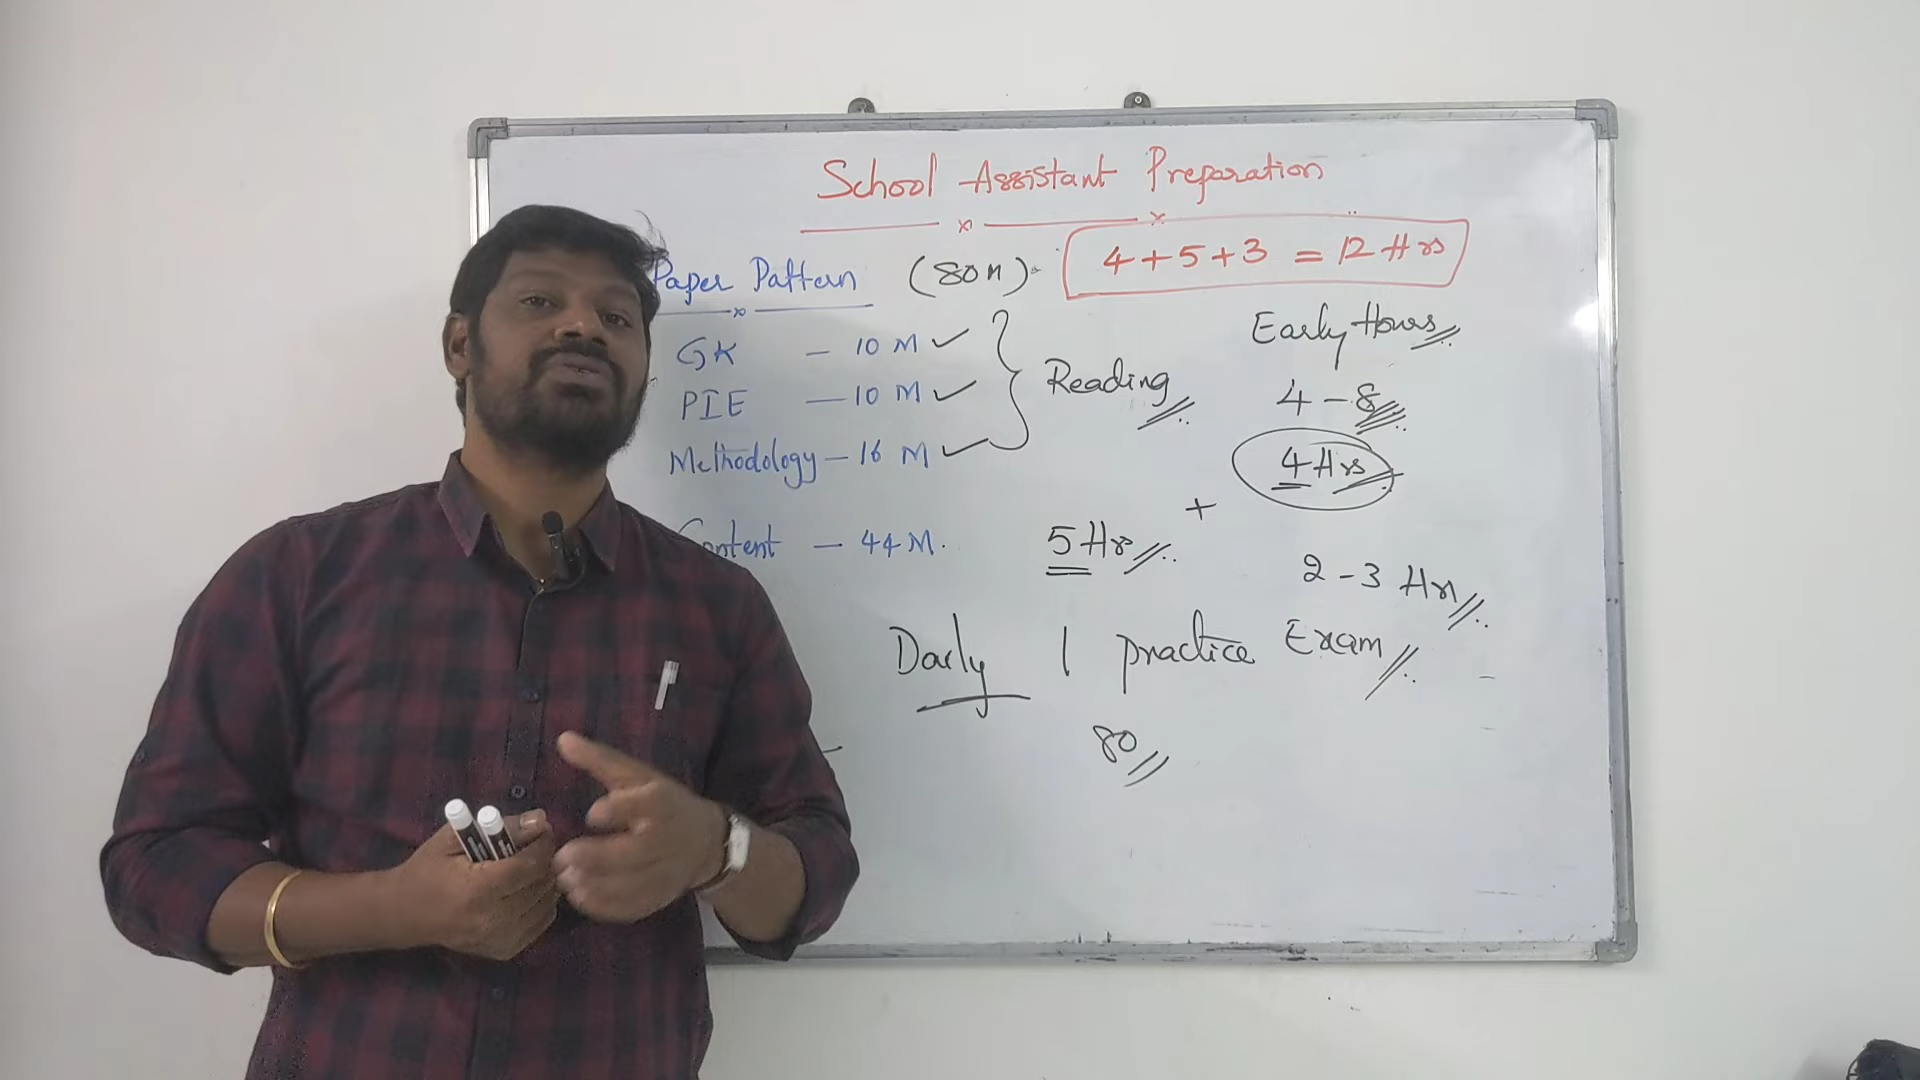 School Assistant Preparation
Paper Pattern (80M).
4+5+3 = 12 Hrs
GK - 10 M
PIE - 10 M
Methodology - 16 M
Reading
Content - 44 M.
5 Hrs
+
Early Hours
4 - 8
4 Hrs
2 - 3 Hrs
Daily 1 practice Exam
80